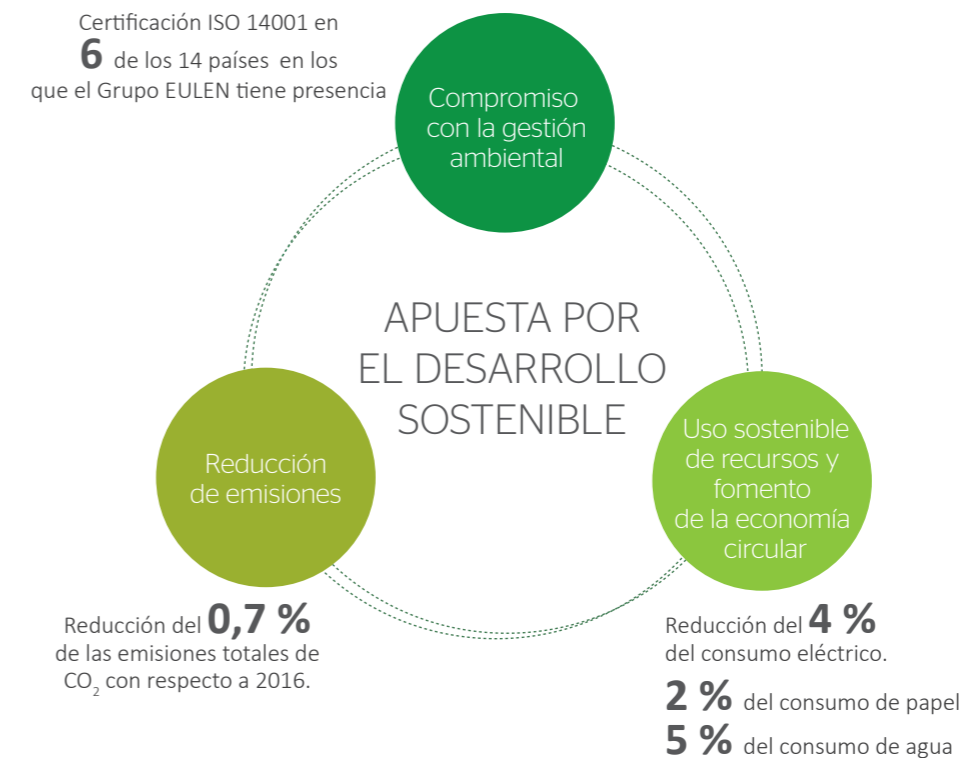 Certificación ISO 14001 en
6 de los 14 países en los
que el Grupo EULEN tiene presencia
Compromiso
con la gestión
ambiental
APUESTA POR
EL DESARROLLO
SOSTENIBLE
Reducción
de emisiones
Uso sostenible
de recursos y
fomento
de la economía
circular
Reducción del 0,7 %
de las emisiones totales de
CO₂ con respecto a 2016.
Reducción del 4 %
del consumo eléctrico.
2 % del consumo de papel
5 % del consumo de agua